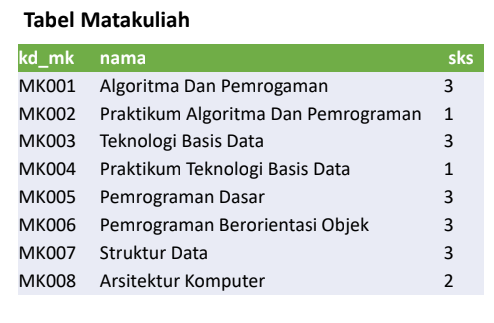 Tabel Matakuliah
kd_mk nama sks
MK001 Algoritma Dan Pemrogaman 3
MK002 Praktikum Algoritma Dan Pemrograman 1
MK003 Teknologi Basis Data 3
MK004 Praktikum Teknologi Basis Data 1
MK005 Pemrograman Dasar 3
MK006 Pemrograman Berorientasi Objek 3
MK007 Struktur Data 3
MK008 Arsitektur Komputer 2